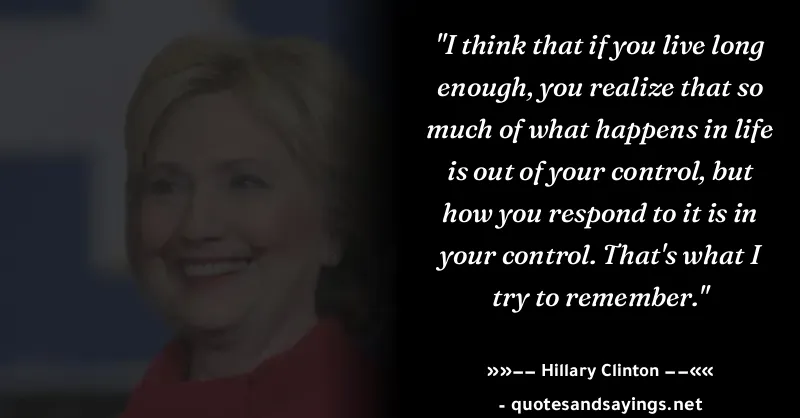 "I think that if you live long
enough, you realize that so
much of what happens in life
is out of your control, but
how you respond to it is in
your control. That's what I
try to remember."
»»–– Hillary Clinton ––««
- quotesandsayings.net